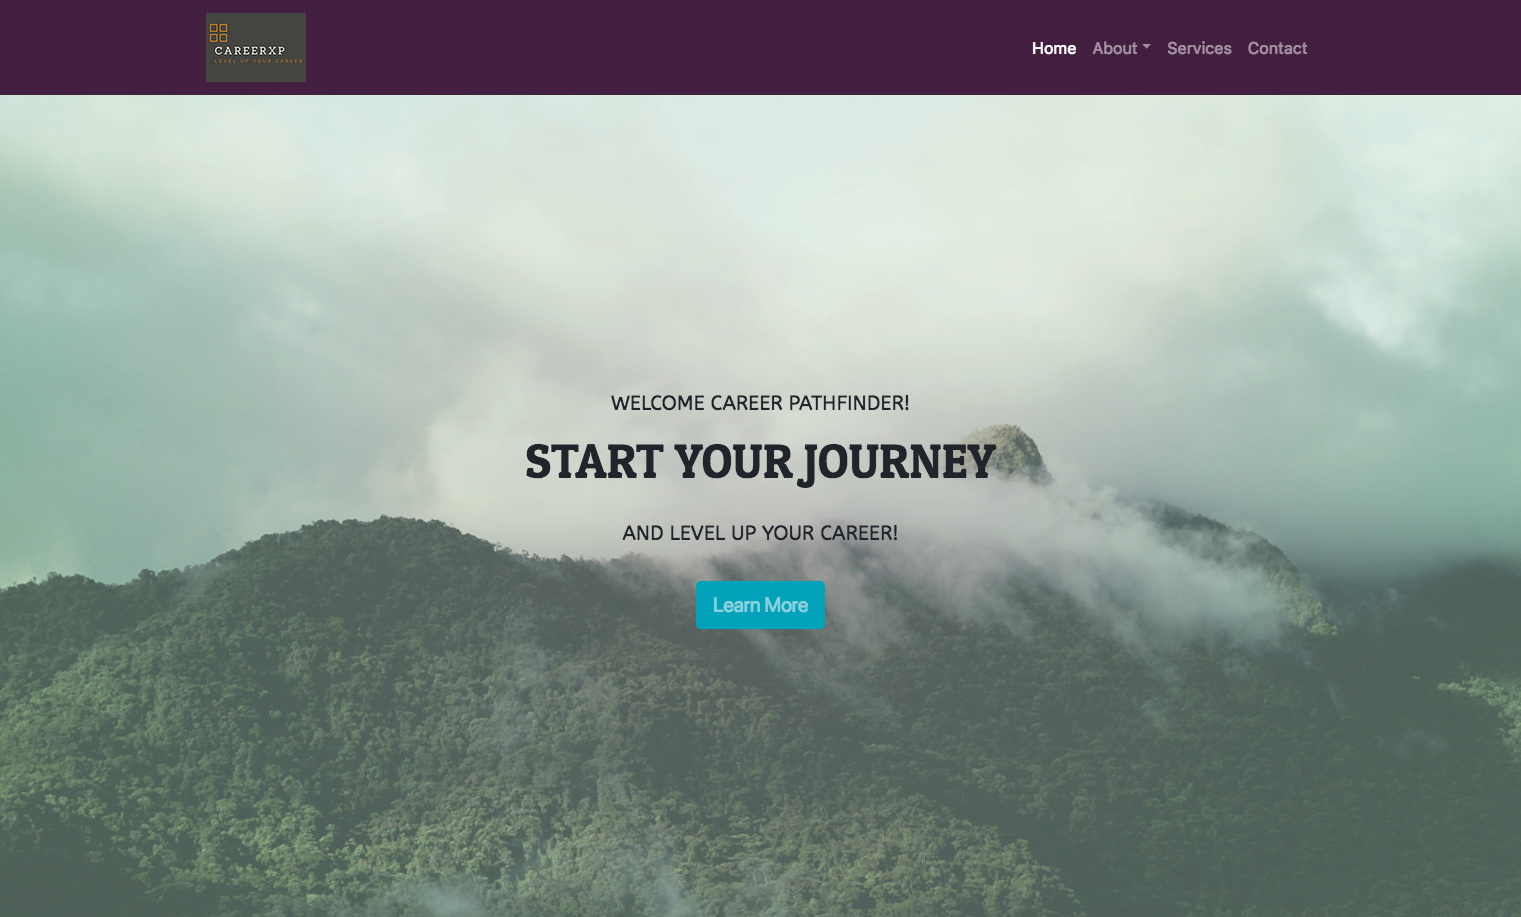 CAREERXP
LEVEL UP YOUR CAREER
Home About Services Contact
WELCOME CAREER PATHFINDER!
START YOUR JOURNEY
AND LEVEL UP YOUR CAREER!
Learn More